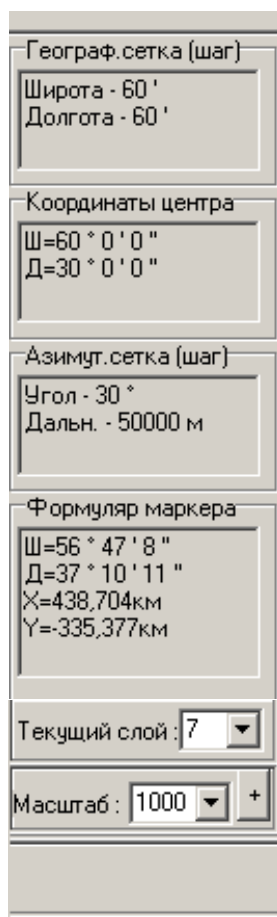 Географ.сетка (шаг)
Широта - 60 '
Долгота - 60 '
Координаты центра
Ш=60 ° 0 ' 0 "
Д=30 ° 0 ' 0 "
Азимут.сетка (шаг)
Угол - 30 °
Дальн. - 50000 м
Формуляр маркера
Ш=56 ° 47 ' 8 "
Д=37 ° 10 ' 11 "
X=438,704км
Y=-335,377км
Текущий слой : 7
Масштаб : 1000 +